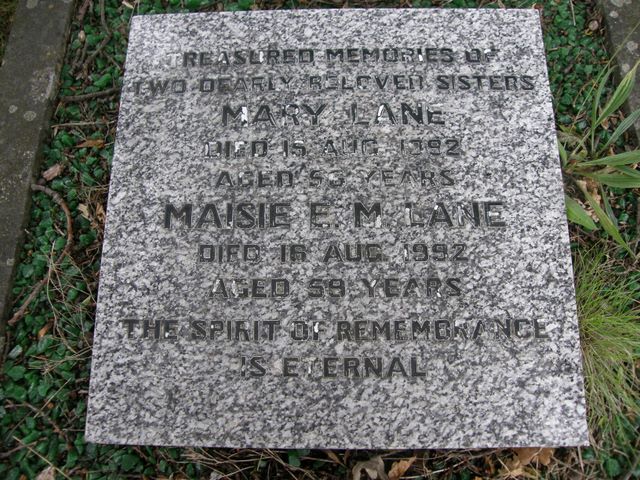 TREASURED MEMORIES OF
TWO DEARLY BELOVED SISTERS
MARY LANE
DIED 15 AUG. 1992
AGED 56 YEARS
MAISIE E. M. LANE
DIED 16 AUG. 1992
AGED 59 YEARS
THE SPIRIT OF REMEMBRANCE
IS ETERNAL